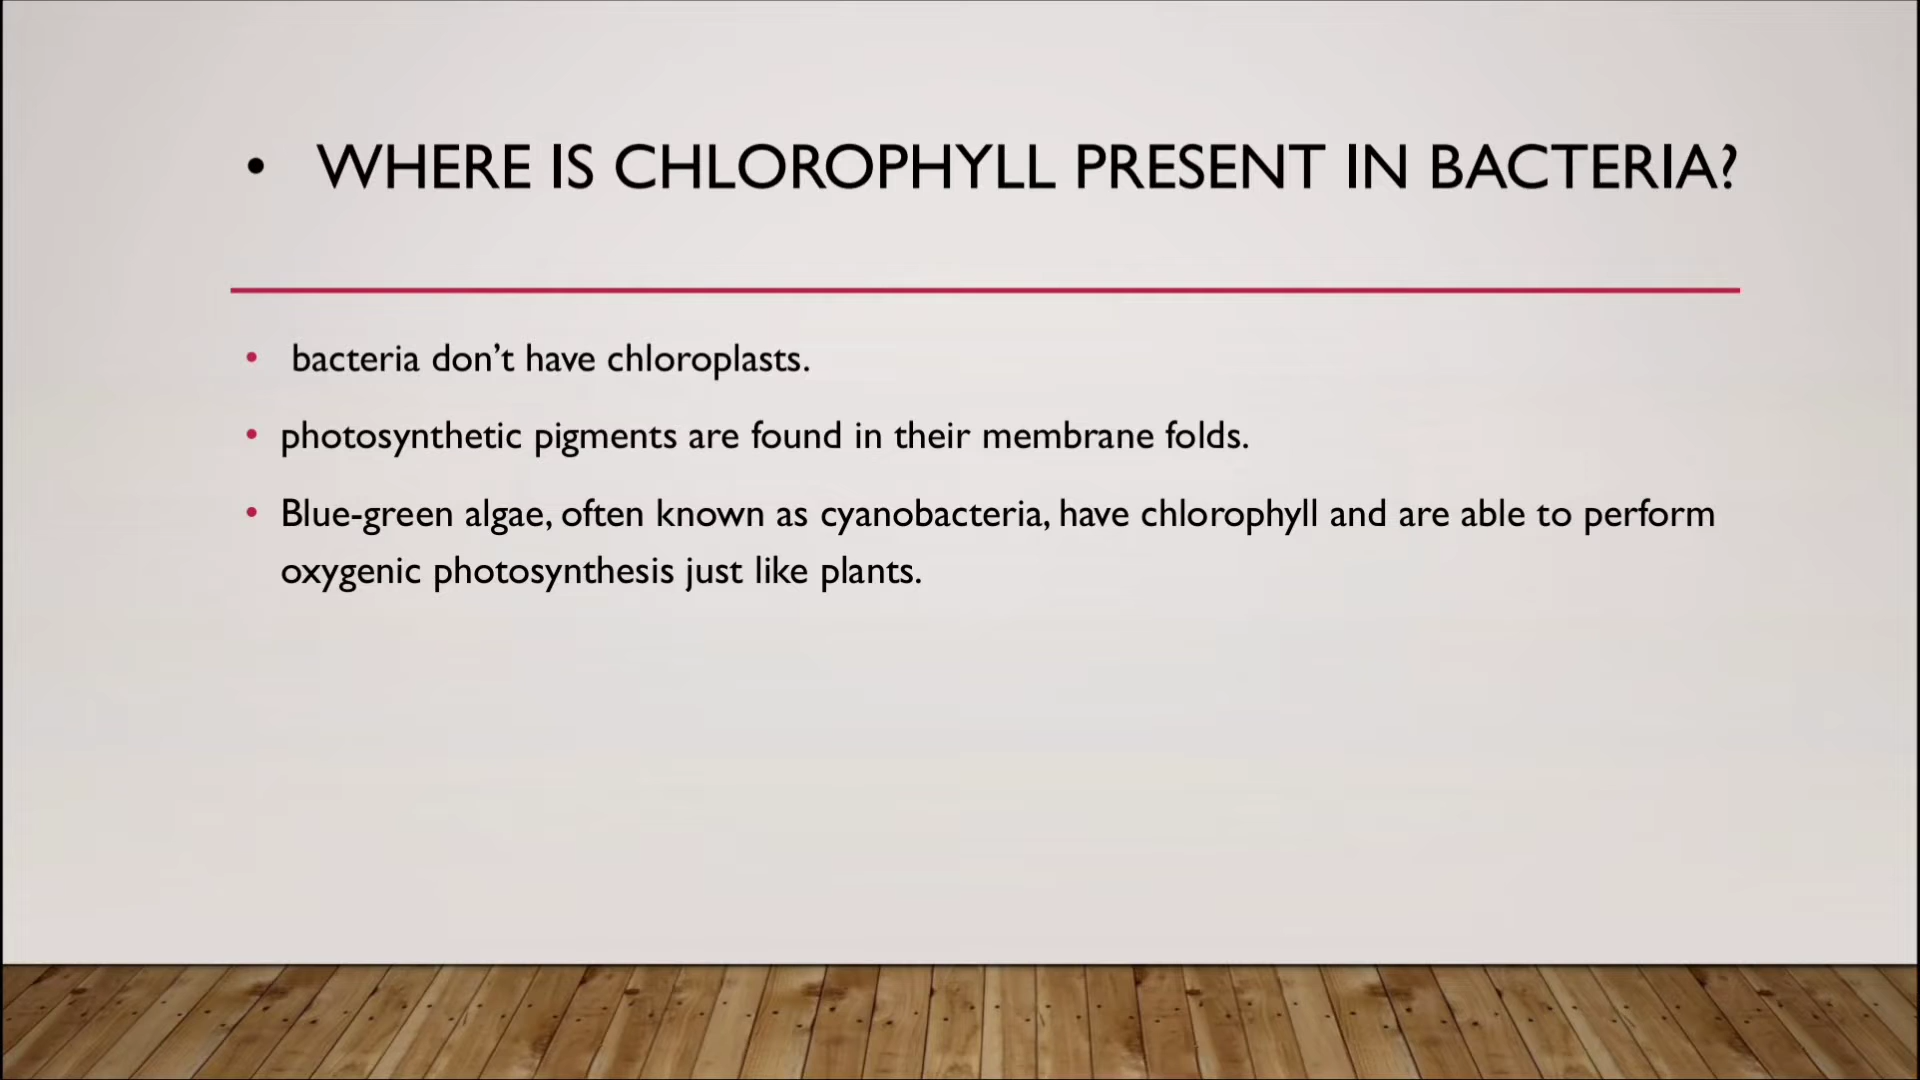 • WHERE IS CHLOROPHYLL PRESENT IN BACTERIA?
• bacteria don’t have chloroplasts.
• photosynthetic pigments are found in their membrane folds.
• Blue-green algae, often known as cyanobacteria, have chlorophyll and are able to perform
oxygenic photosynthesis just like plants.